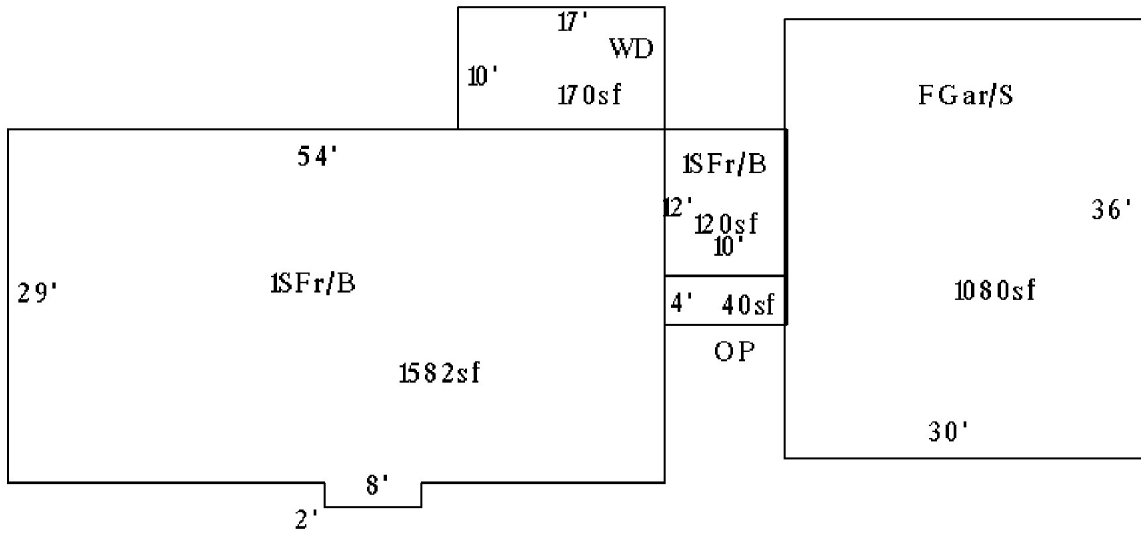 17'
WD
10'
170sf
FGar/S
54'
1SFr/B
12'
120sf
10'
36'
29'
1SFr/B
1080sf
4'
40sf
OP
1582sf
30'
8'
2'